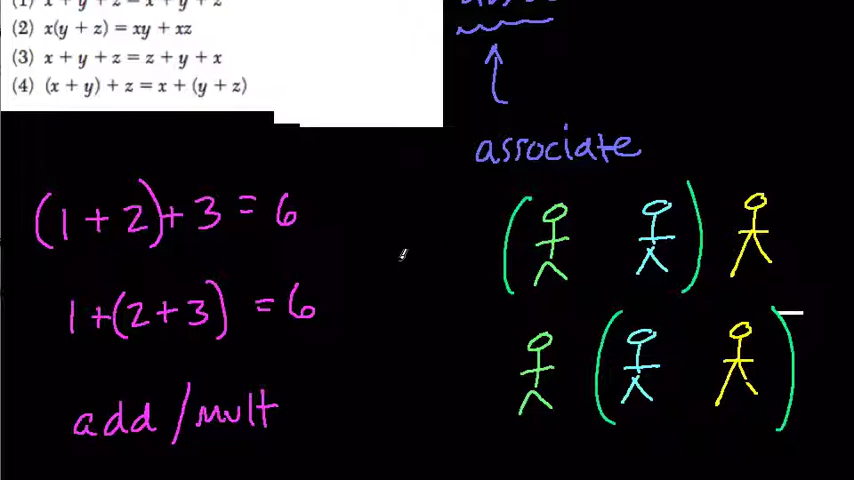 (2) x(y + z) = xy + xz
(3) x + y + z = z + y + x
(4) (x + y) + z = x + (y + z)
associate
(1 + 2) + 3 = 6
1 + (2 + 3) = 6
add / mult